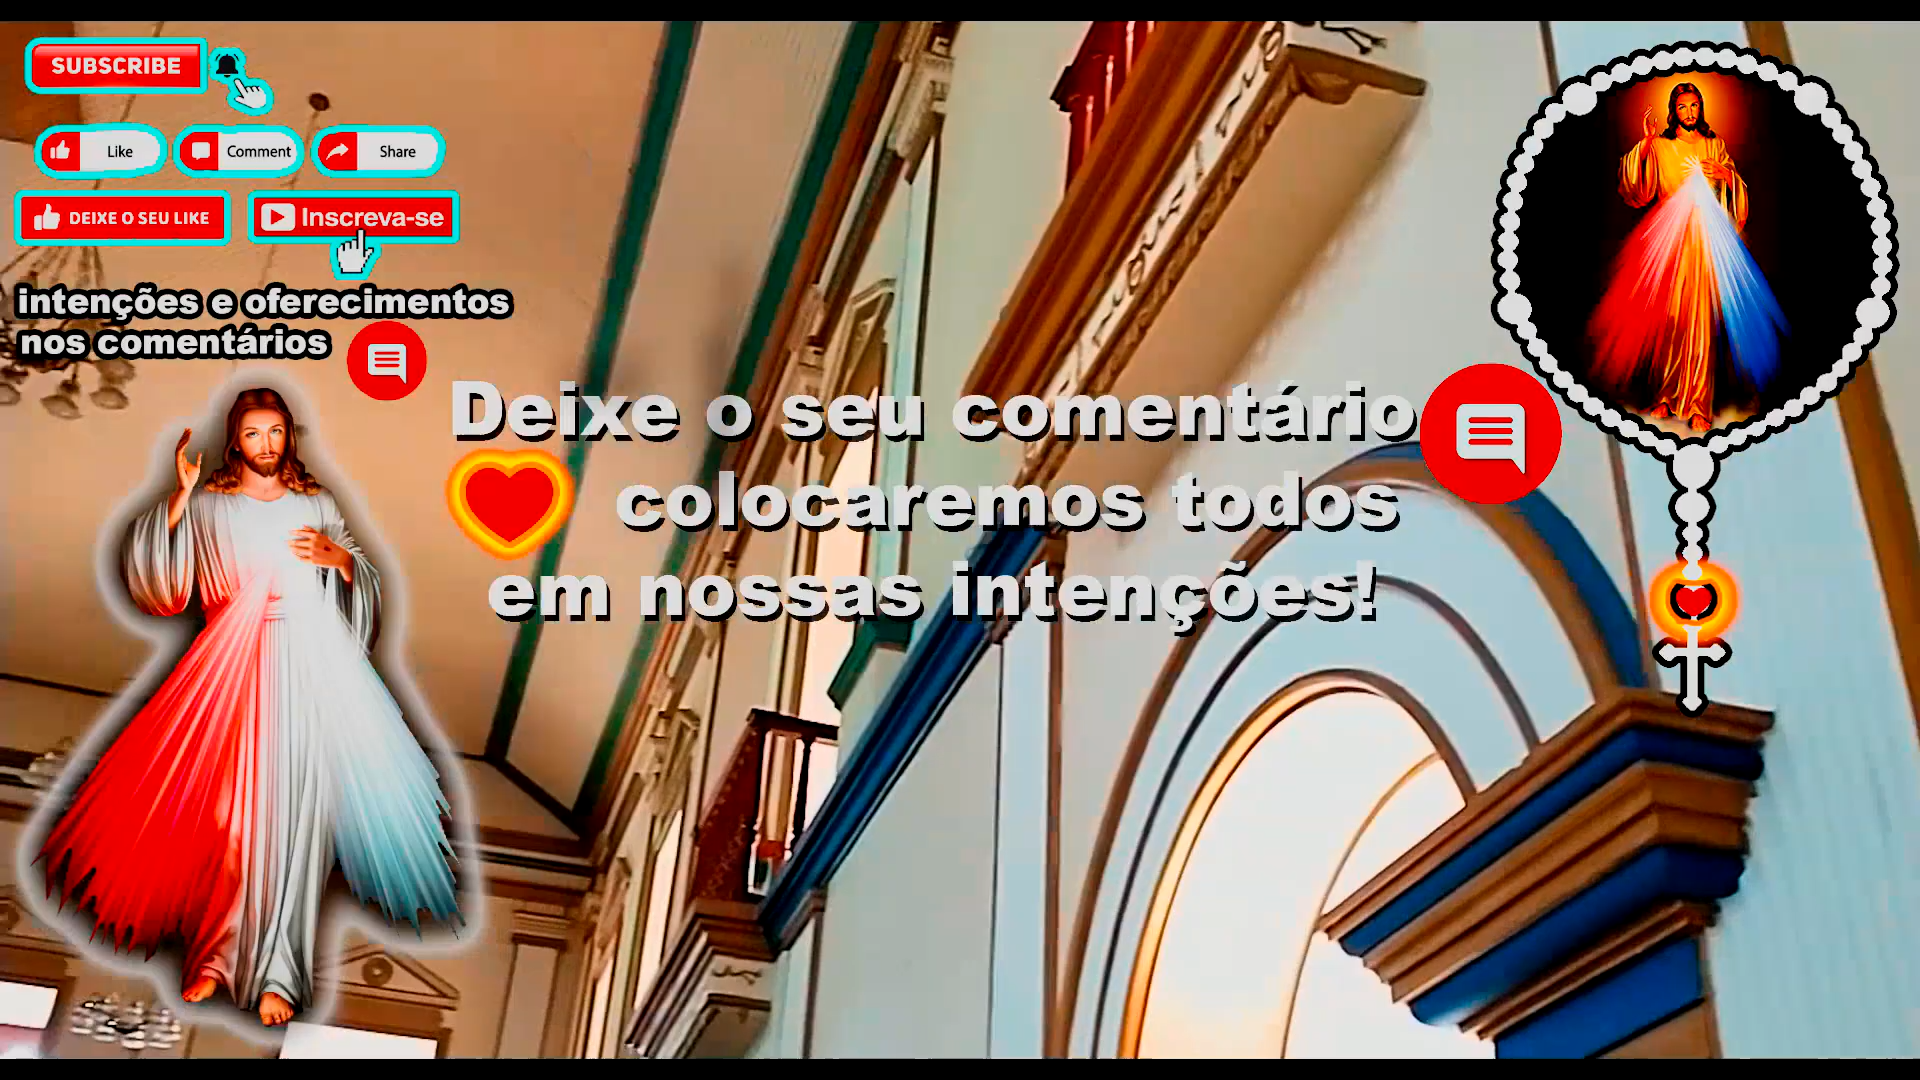 SUBSCRIBE
Like
Comment
Share
DEIXE O SEU LIKE
Inscreva-se
intenções e oferecimentos
nos comentários
Deixe o seu comentário
colocaremos todos
em nossas intenções!